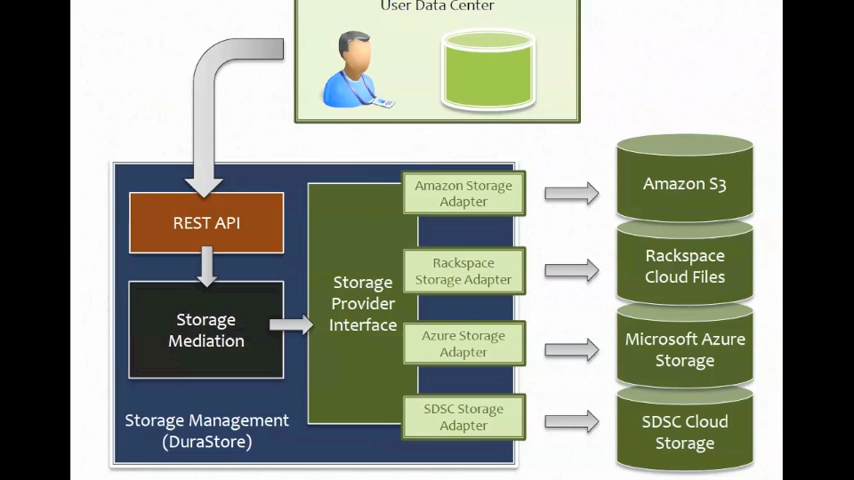 User Data Center
REST API
Storage
Mediation
Storage
Provider
Interface
Amazon Storage
Adapter
Rackspace
Storage Adapter
Azure Storage
Adapter
SDSC Storage
Adapter
Amazon S3
Rackspace
Cloud Files
Microsoft Azure
Storage
SDSC Cloud
Storage
Storage Management
(DuraStore)